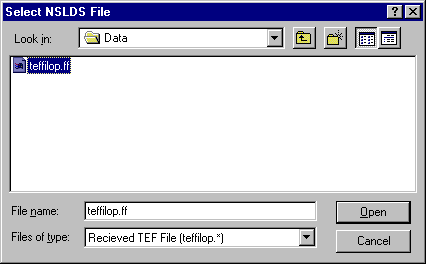 Select NSLDS File
Look in: Data
teffilop.ff
File name: teffilop.ff Open
Files of type: Recieved TEF File (teffilop.*) Cancel